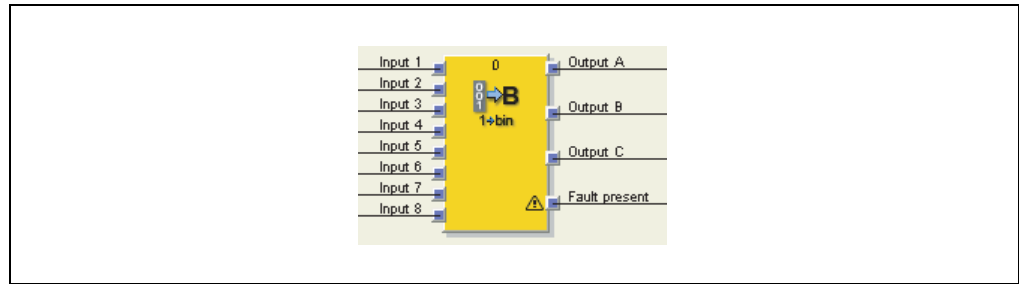 Input 1
Input 2
Input 3
Input 4
Input 5
Input 6
Input 7
Input 8
0
001
B
1→bin
Output A
Output B
Output C
Fault present